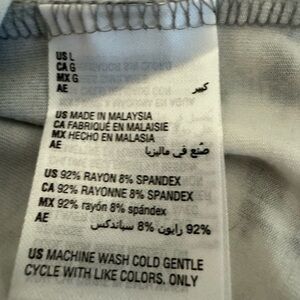 US L
CA G
MX G
AE كبير
US MADE IN MALAYSIA
CA FABRIQUÉ EN MALAISIE
MX HECHO EN MALASIA
AE صنع في ماليزيا
US 92% RAYON 8% SPANDEX
CA 92% RAYONNE 8% SPANDEX
MX 92% rayón 8% spándex
AE 92% رايون 8% سباندكس
US MACHINE WASH COLD GENTLE
CYCLE WITH LIKE COLORS. ONLY